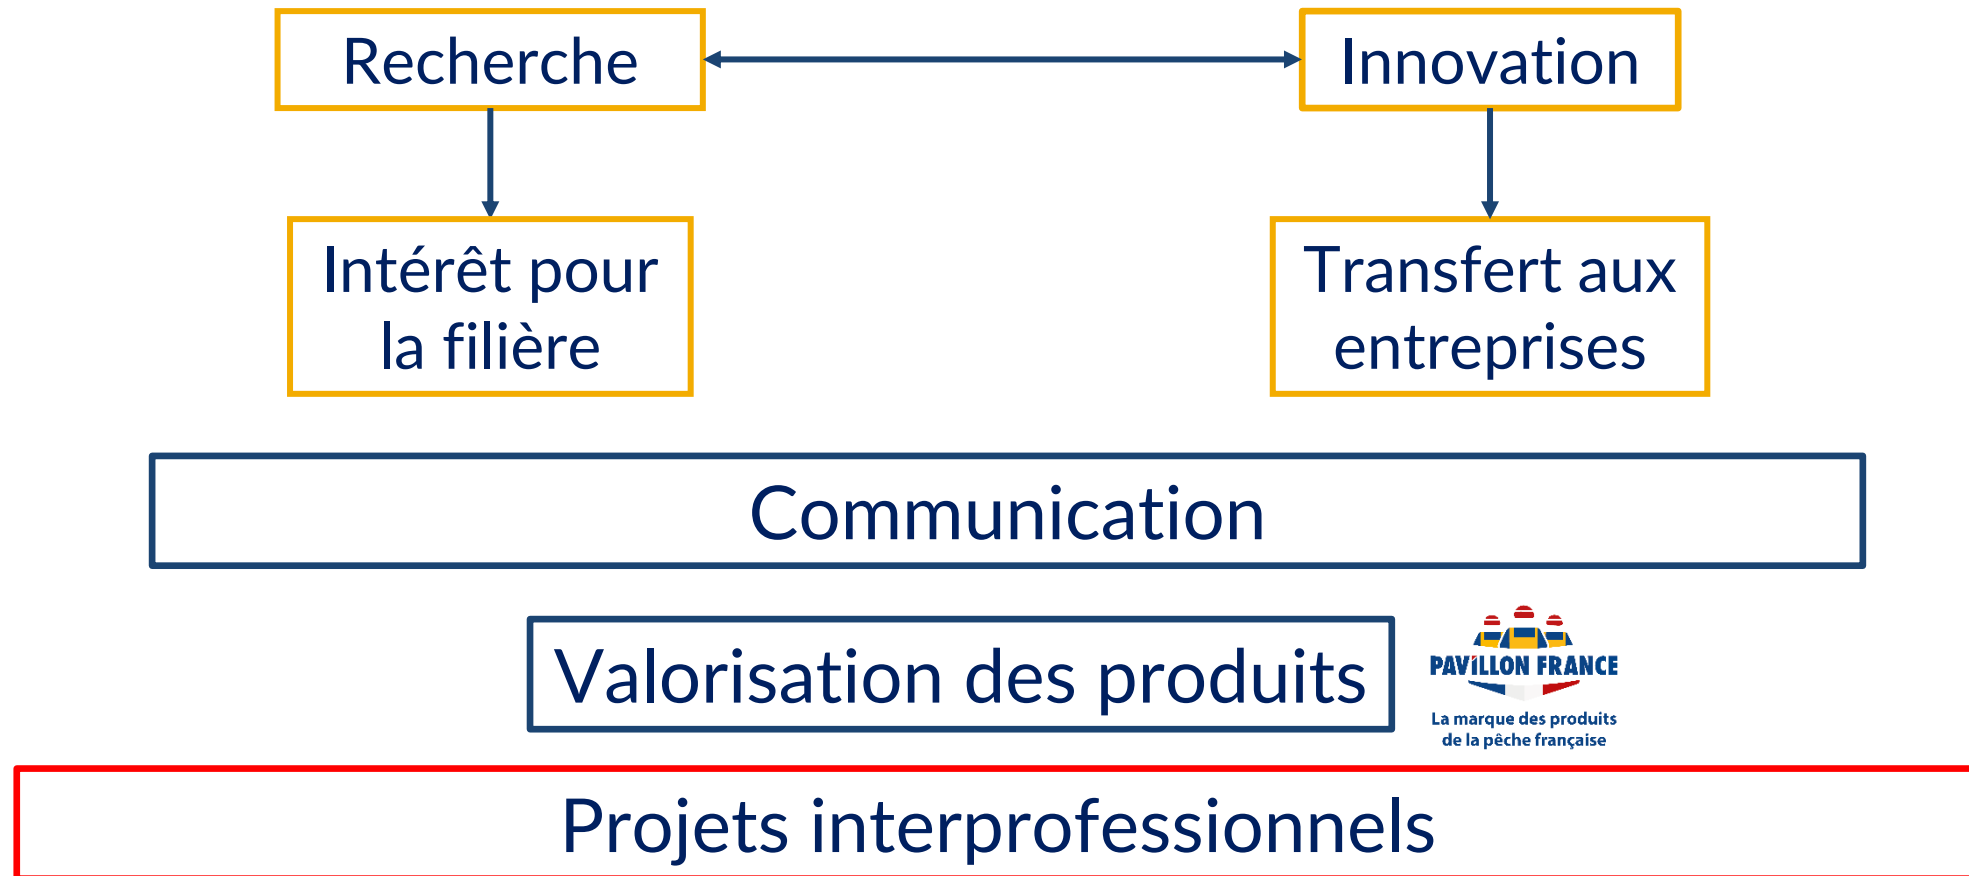 Recherche
Innovation
Intérêt pour
la filière
Transfert aux
entreprises
Communication
Valorisation des produits
PAVILLON FRANCE
La marque des produits
de la pêche française
Projets interprofessionnels